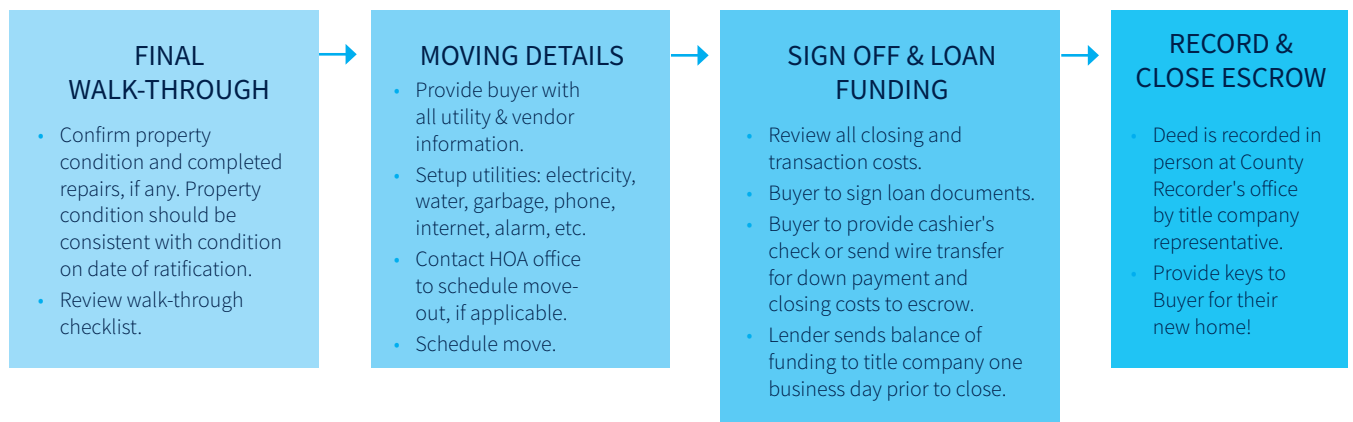 FINAL
WALK-THROUGH
• Confirm property
condition and completed
repairs, if any. Property
condition should be
consistent with condition
on date of ratification.
• Review walk-through
checklist.
MOVING DETAILS
• Provide buyer with
all utility & vendor
information.
• Setup utilities: electricity,
water, garbage, phone,
internet, alarm, etc.
• Contact HOA office
to schedule move-
out, if applicable.
• Schedule move.
SIGN OFF & LOAN
FUNDING
• Review all closing and
transaction costs.
• Buyer to sign loan documents.
• Buyer to provide cashier's
check or send wire transfer
for down payment and
closing costs to escrow.
• Lender sends balance of
funding to title company one
business day prior to close.
RECORD &
CLOSE ESCROW
• Deed is recorded in
person at County
Recorder's office
by title company
representative.
• Provide keys to
Buyer for their
new home!